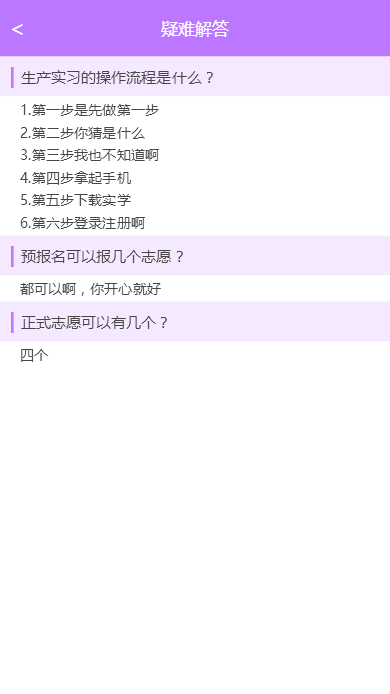 <
疑难解答
生产实习的操作流程是什么？
1.第一步是先做第一步
2.第二步你猜是什么
3.第三步我也不知道啊
4.第四步拿起手机
5.第五步下载实学
6.第六步登录注册啊
预报名可以报几个志愿？
都可以啊，你开心就好
正式志愿可以有几个？
四个